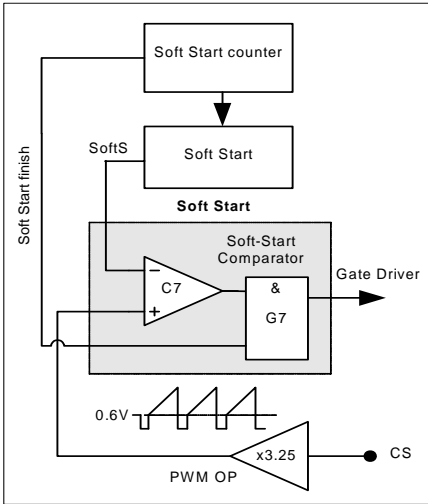 Soft Start counter
SoftS
Soft Start
Soft Start finish
Soft Start
Soft-Start
Comparator
Gate Driver
−
C7
+
&
G7
0.6V
x3.25
CS
PWM OP